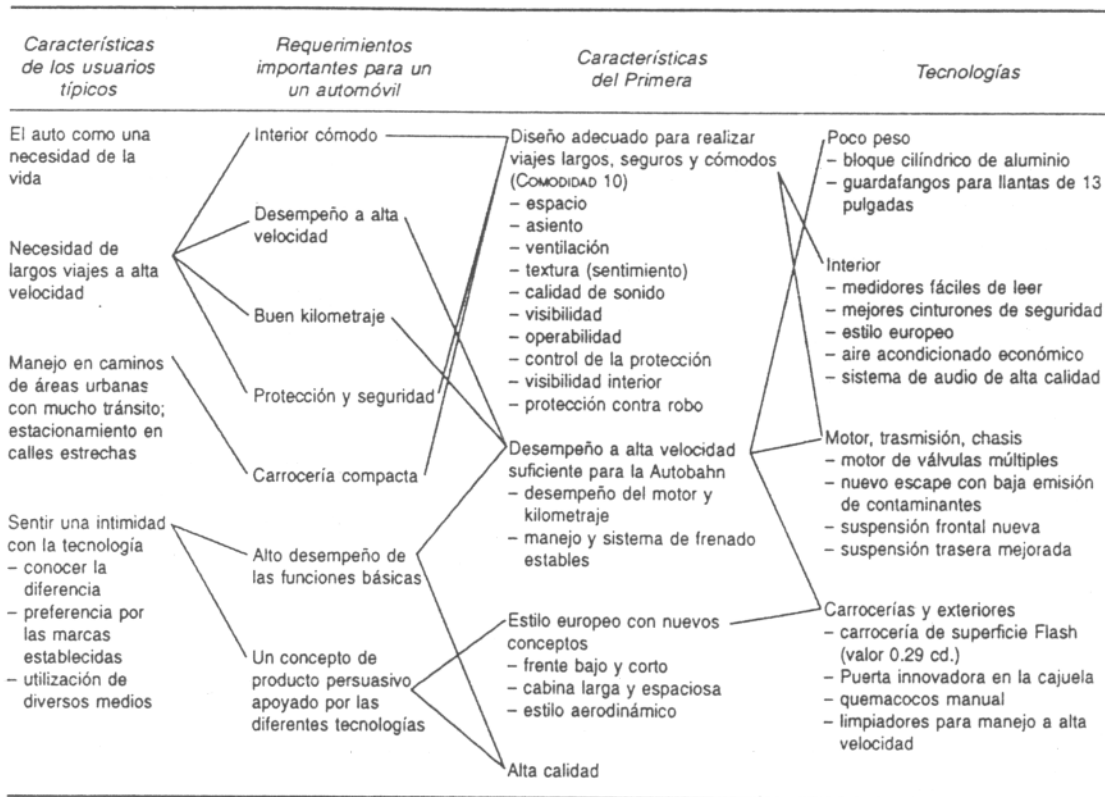 Características
de los usuarios
típicos
Requerimientos
importantes para un
un automóvil
Características
del Primera
Tecnologías
El auto como una
necesidad de la
vida
Necesidad de
largos viajes a alta
velocidad
Manejo en caminos
de áreas urbanas
con mucho tránsito;
estacionamiento en
calles estrechas
Sentir una intimidad
con la tecnología
– conocer la
diferencia
– preferencia por
las marcas
establecidas
– utilización de
diversos medios
Interior cómodo
Desempeño a alta
velocidad
Buen kilometraje
Protección y seguridad
Carrocería compacta
Alto desempeño de
las funciones básicas
Un concepto de
producto persuasivo
apoyado por las
diferentes tecnologías
Diseño adecuado para realizar
viajes largos, seguros y cómodos
(COMODIDAD 10)
– espacio
– asiento
– ventilación
– textura (sentimiento)
– calidad de sonido
– visibilidad
– operabilidad
– control de la protección
– visibilidad interior
– protección contra robo
Desempeño a alta velocidad
suficiente para la Autobahn
– desempeño del motor y
kilometraje
– manejo y sistema de frenado
estables
Estilo europeo con nuevos
conceptos
– frente bajo y corto
– cabina larga y espaciosa
– estilo aerodinámico
Alta calidad
Poco peso
– bloque cilíndrico de aluminio
– guardafangos para llantas de 13
pulgadas
Interior
– medidores fáciles de leer
– mejores cinturones de seguridad
– estilo europeo
– aire acondicionado económico
– sistema de audio de alta calidad
Motor, trasmisión, chasis
– motor de válvulas múltiples
– nuevo escape con baja emisión
de contaminantes
– suspensión frontal nueva
– suspensión trasera mejorada
Carrocerías y exteriores
– carrocería de superficie Flash
(valor 0.29 cd.)
– Puerta innovadora en la cajuela
– quemacocos manual
– limpiadores para manejo a alta
velocidad